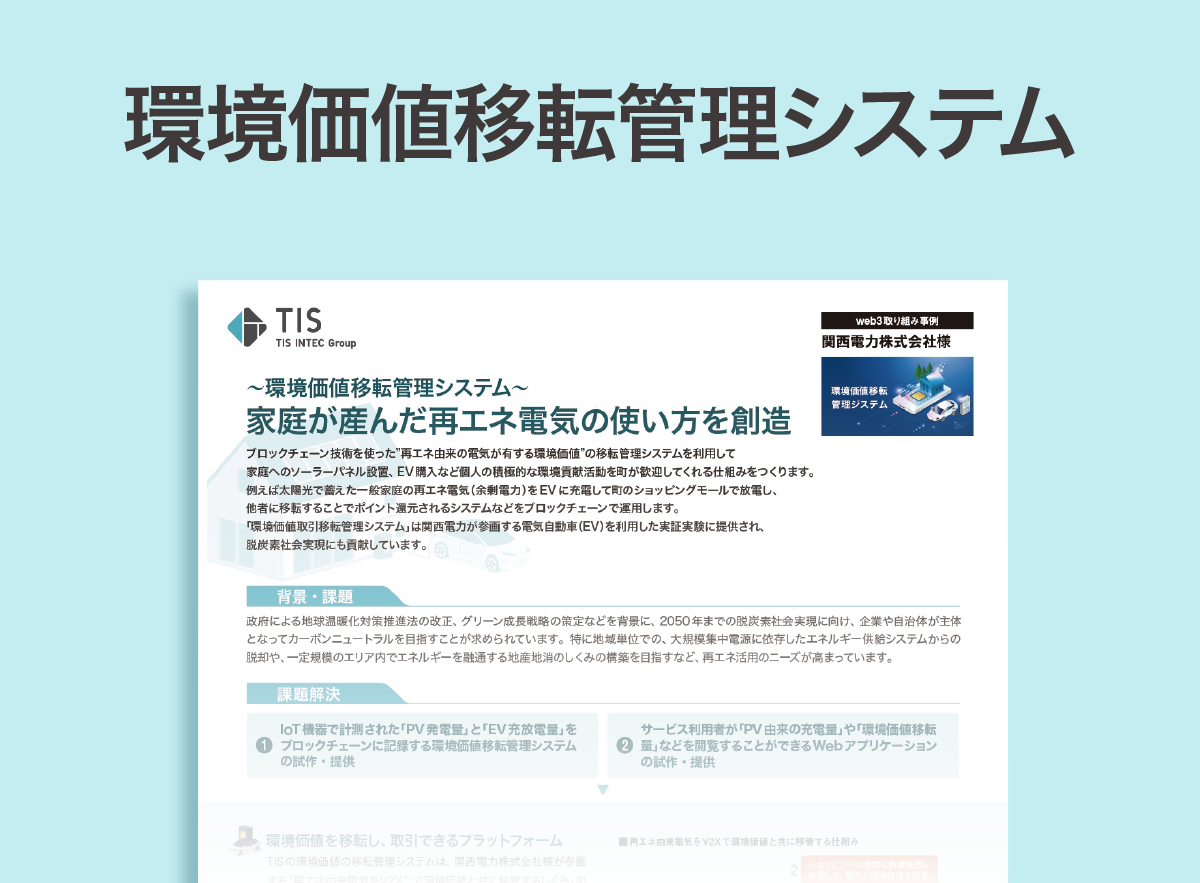 環境価値移転管理システム
TIS
TIS INTEC Group
web3取り組み事例
関西電力株式会社様
環境価値移転
管理システム
～環境価値移転管理システム～
家庭が産んだ再エネ電気の使い方を創造
ブロックチェーン技術を使った"再エネ由来の電気が有する環境価値"の移転管理システムを利用して
家庭へのソーラーパネル設置、EV購入など個人の積極的な環境貢献活動を町が歓迎してくれる仕組みをつくります。
例えば太陽光で蓄えた一般家庭の再エネ電気（余剰電力）をEVに充電して町のショッピングモールで放電し、
他者に移転することでポイント還元されるシステムなどをブロックチェーンで運用します。
「環境価値取引移転管理システム」は関西電力が参画する電気自動車（EV）を利用した実証実験に提供され、
脱炭素社会実現にも貢献しています。
背景・課題
政府による地球温暖化対策推進法の改正、グリーン成長戦略の策定などを背景に、2050年までの脱炭素社会実現に向け、企業や自治体が主体
となってカーボンニュートラルを目指すことが求められています。特に地域単位での、大規模集中電源に依存したエネルギー供給システムからの
脱却や、一定規模のエリア内でエネルギーを融通する地産地消のしくみの構築を目指すなど、再エネ活用のニーズが高まっています。
課題解決
1
IoT機器で計測された「PV発電量」と「EV充放電量」を
ブロックチェーンに記録する環境価値移転管理システム
の試作・提供
2
サービス利用者が「PV由来の充電量」や「環境価値移転
量」などを閲覧することができるWebアプリケーション
の試作・提供
環境価値を移転し、取引できるプラットフォーム
TISの環境価値の移転管理システムは、関西電力株式会社様が参画
する「再エネ由来電気をV2Xで環境価値と共に移管するしくみ」の
■再エネ由来電気をV2Xで環境価値と共に移管する仕組み
2